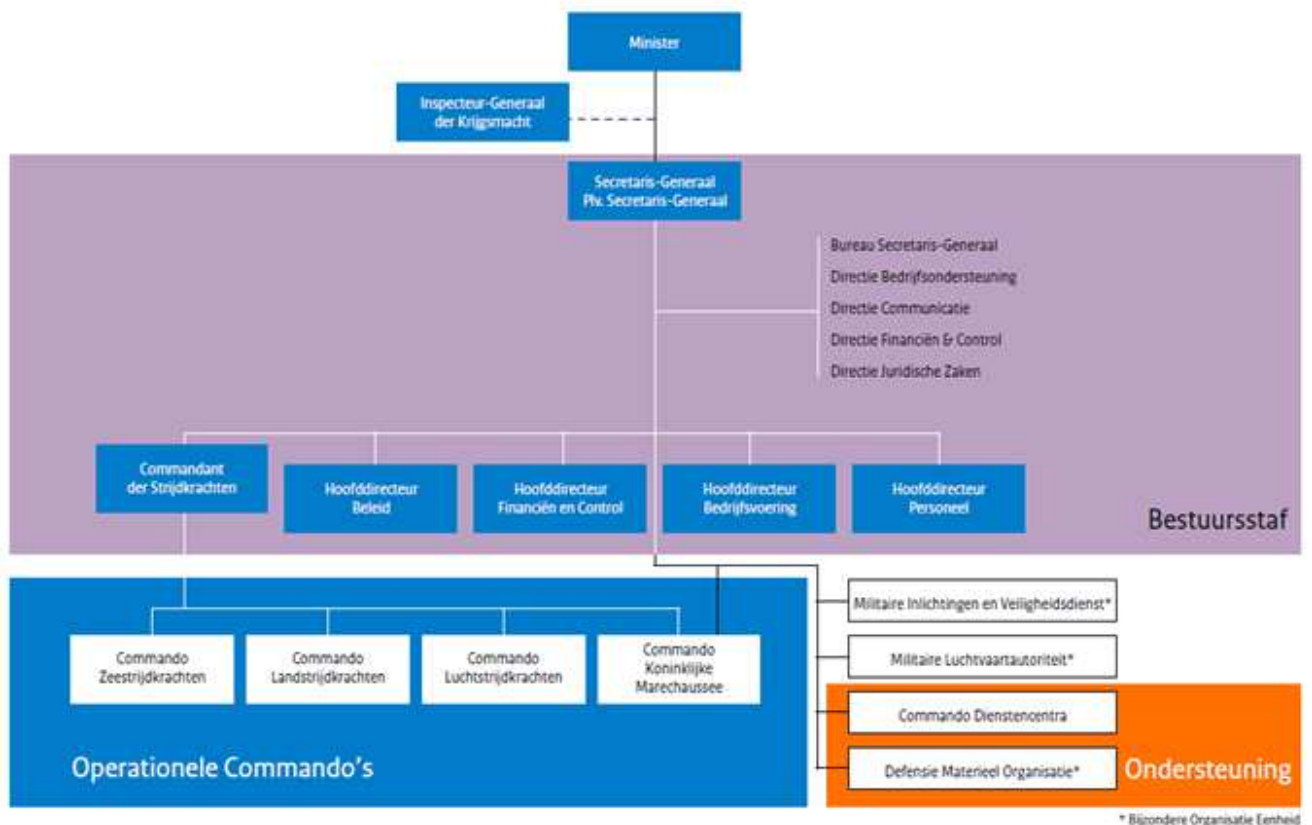 Minister
Inspecteur-Generaal
der Krijgsmacht
Secretaris-Generaal
Plv. Secretaris-Generaal
Bureau Secretaris-Generaal
Directie Bedrijfsondersteuning
Directie Communicatie
Directie Financiën & Control
Directie Juridische Zaken
Commandant
der Strijdkrachten
Hoofddirecteur
Beleid
Hoofddirecteur
Financiën en Control
Hoofddirecteur
Bedrijfsvoering
Hoofddirecteur
Personeel
Bestuursstaf
Commando
Zeestrijdkrachten
Commando
Landstrijdkrachten
Commando
Luchtstrijdkrachten
Commando
Koninklijke
Marechaussee
Operationele Commando's
Militaire Inlichtingen en Veiligheidsdienst*
Militaire Luchtvaartautoriteit*
Commando Dienstencentra
Defensie Materieel Organisatie*
Ondersteuning
* Bijzondere Organisatie Eenheid